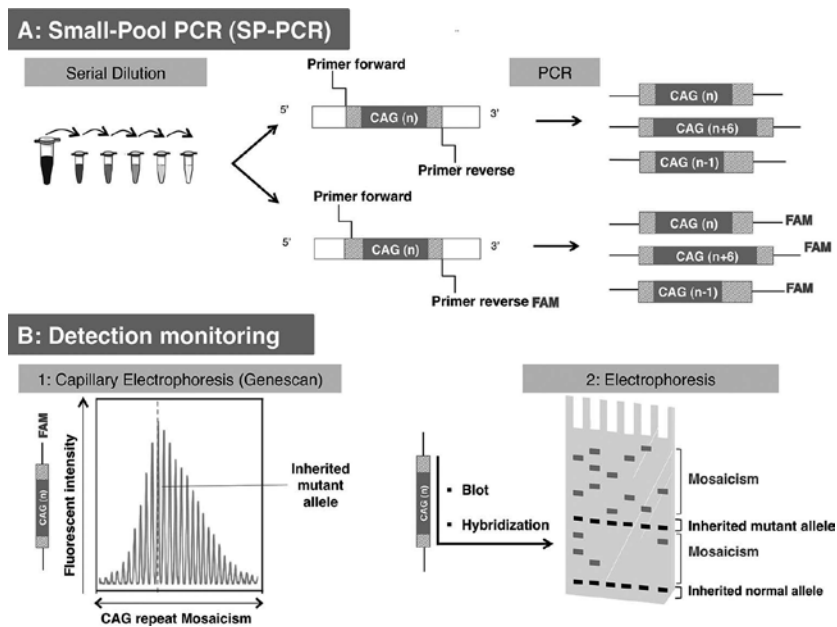 A: Small-Pool PCR (SP-PCR)
Serial Dilution
Primer forward
5'
CAG (n)
3'
Primer reverse
PCR
CAG (n)
CAG (n+6)
CAG (n-1)
Primer forward
5'
CAG (n)
3'
Primer reverse FAM
CAG (n)
FAM
CAG (n+6)
FAM
CAG (n-1)
FAM
B: Detection monitoring
1: Capillary Electrophoresis (Genescan)
FAM
CAG (n)
Fluorescent intensity
Inherited
mutant
allele
CAG repeat Mosaicism
2: Electrophoresis
CAG (n)
▪ Blot
▪ Hybridization
Mosaicism
Inherited mutant allele
Mosaicism
Inherited normal allele